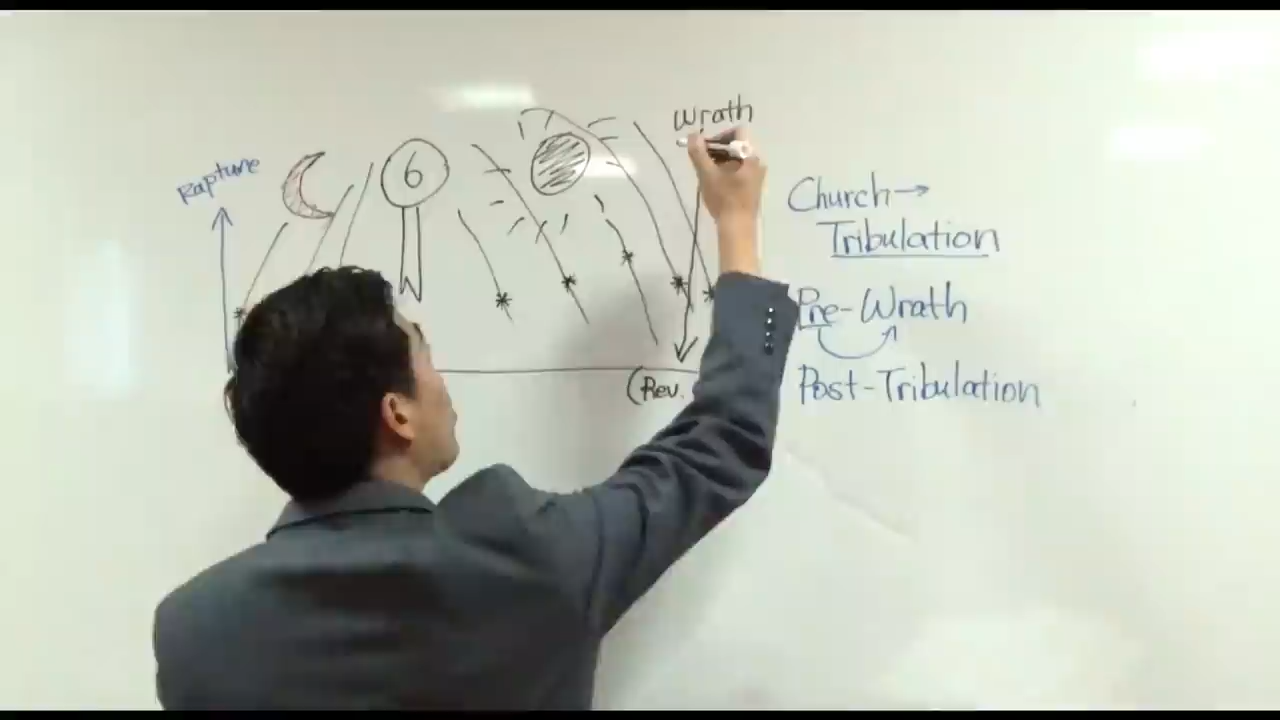 Rapture
6
Wrath
(Rev.
Church→
Tribulation
Pre-Wrath
Post-Tribulation